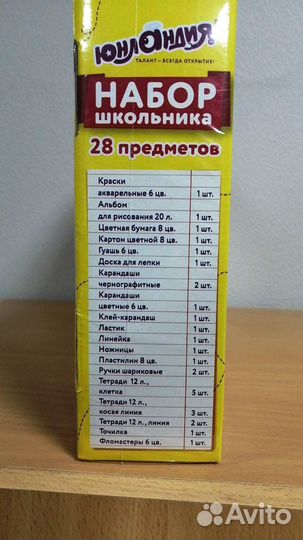 ЮНЛАНДИЯ
ТАЛАНТ – ВСЕГДА ОТКРЫТИЕ!
НАБОР
ШКОЛЬНИКА
28 предметов
Краски
акварельные 6 цв. 1 шт.
Альбом
для рисования 20 л. 1 шт.
Цветная бумага 8 цв. 1 шт.
Картон цветной 8 цв. 1 шт.
Гуашь 6 цв. 1 шт.
Доска для лепки 1 шт.
Карандаши
чернографитные 2 шт.
Карандаши
цветные 6 цв. 1 шт.
Клей-карандаш 1 шт.
Ластик 1 шт.
Линейка 1 шт.
Ножницы 1 шт.
Пластилин 8 цв. 1 шт.
Ручки шариковые 2 шт.
Тетради 12 л.,
клетка 5 шт.
Тетради 12 л.,
косая линия 3 шт.
Тетради 12 л., линия 2 шт.
Точилка 1 шт.
Фломастеры 6 цв. 1 шт.
Avito